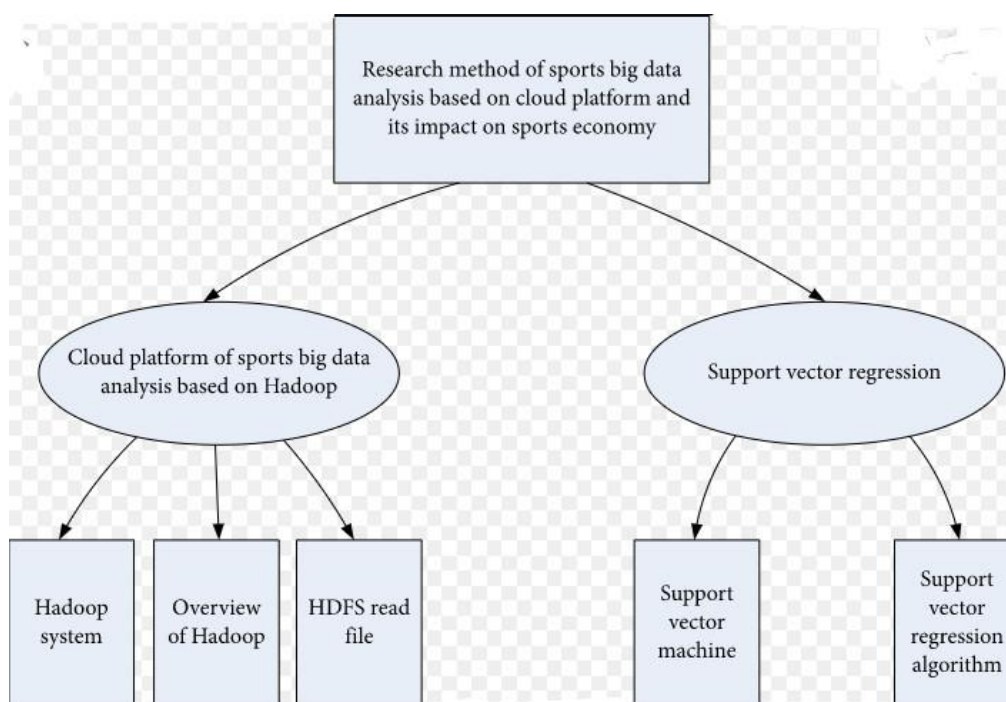 Research method of sports big data
analysis based on cloud platform and
its impact on sports economy
Cloud platform of sports big data
analysis based on Hadoop
Support vector regression
Hadoop
system
Overview
of Hadoop
HDFS read
file
Support
vector
machine
Support
vector
regression
algorithm